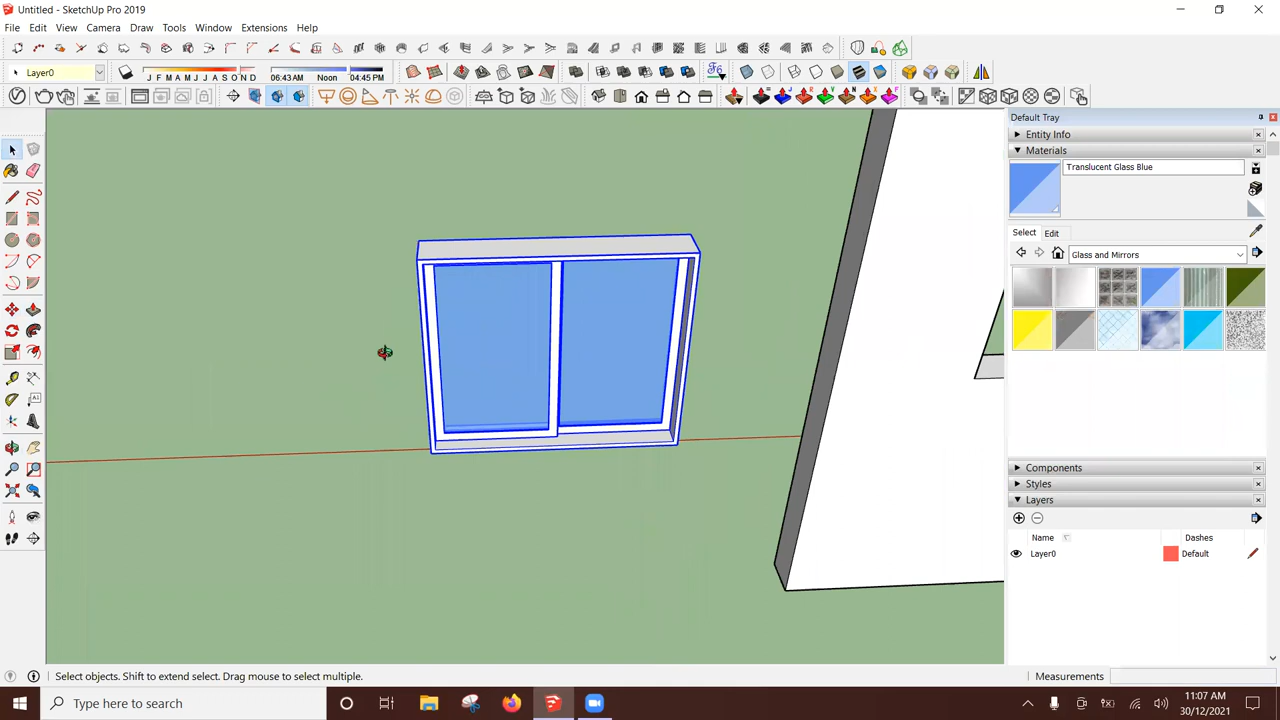 Untitled - SketchUp Pro 2019
File Edit View Camera Draw Tools Window Extensions Help
Layer0
J F M A M J J A S O N D
06:43 AM Noon 04:45 PM
Default Tray
Entity Info
Materials
Translucent Glass Blue
Select Edit
Glass and Mirrors
Components
Styles
Layers
Name Dashes
Layer0 Default
Select objects. Shift to extend select. Drag mouse to select multiple.
Measurements
Type here to search
11:07 AM
30/12/2021